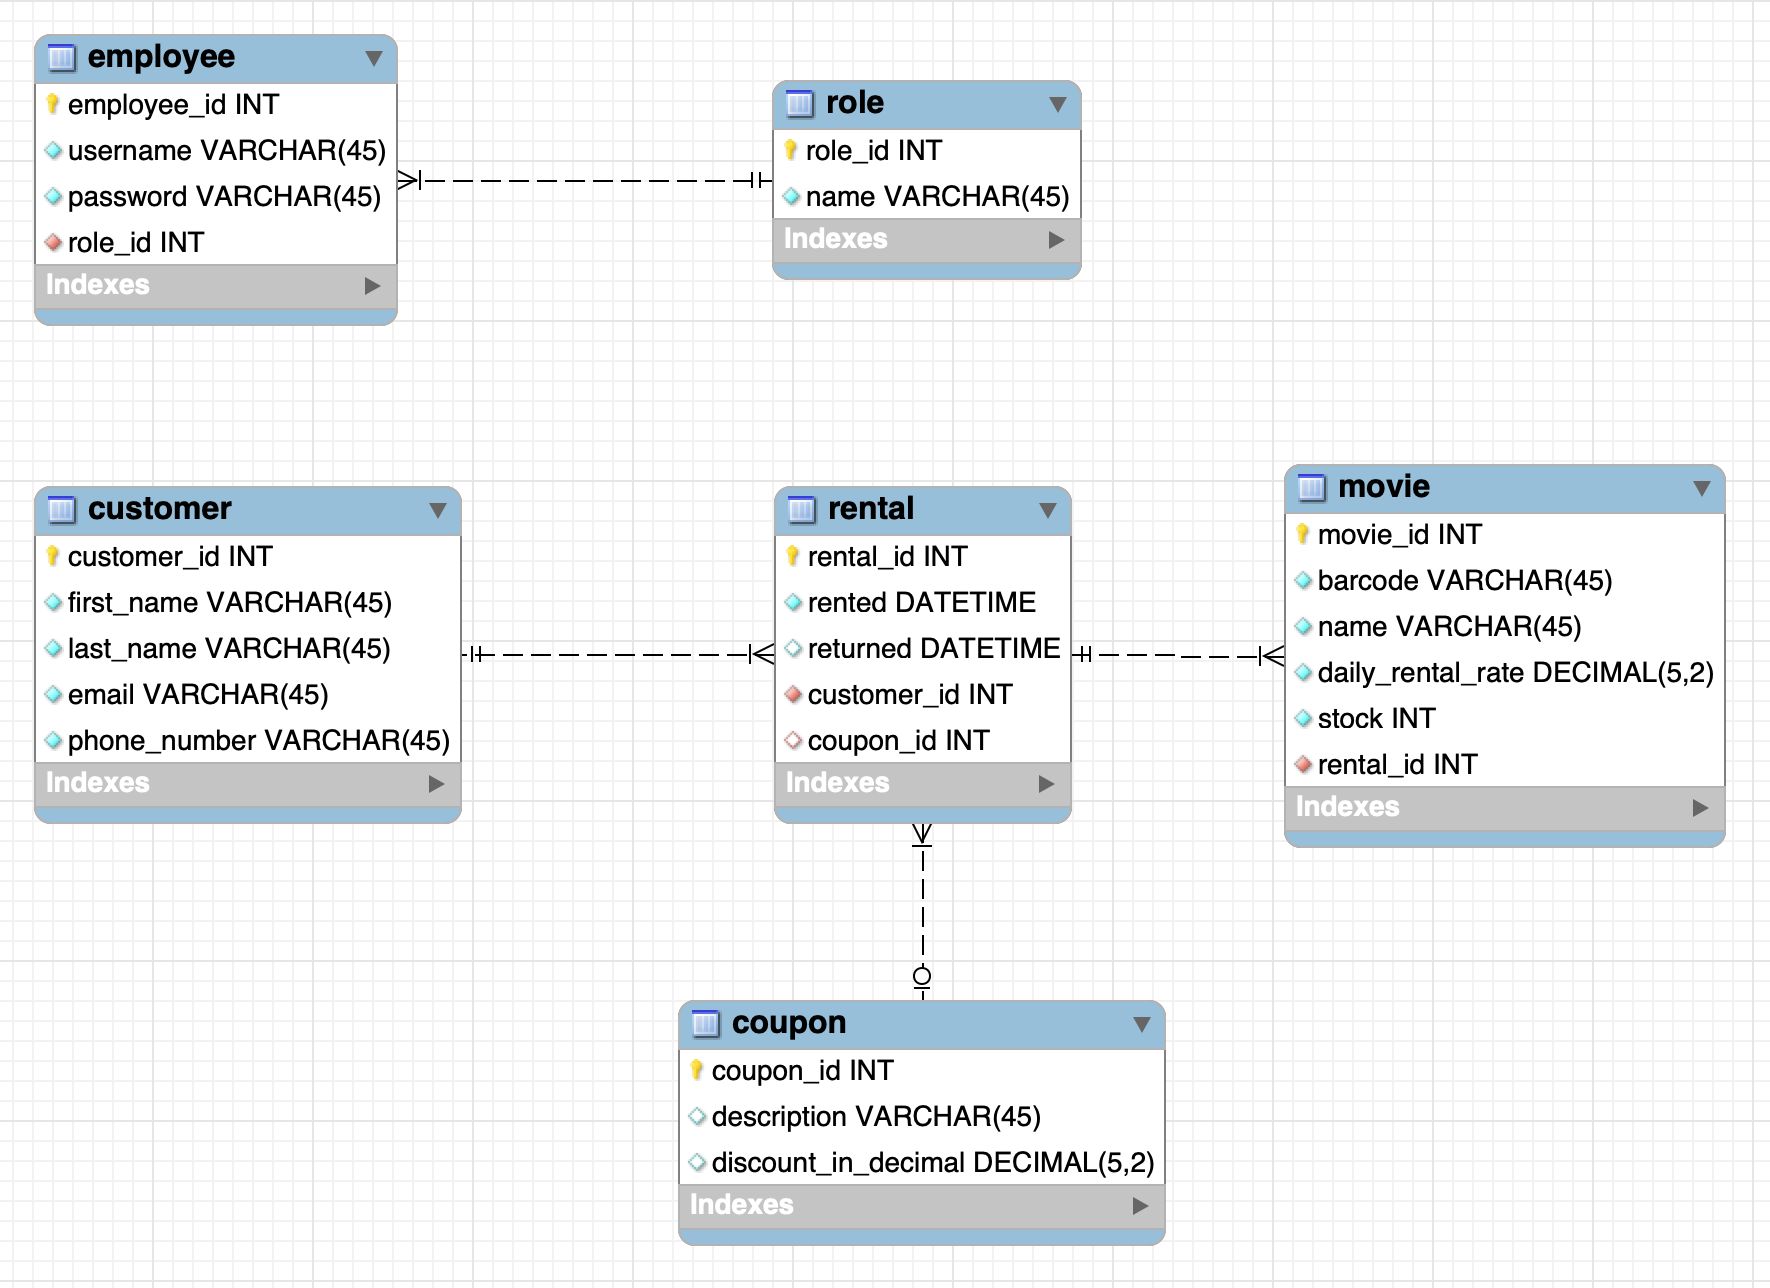 employee
employee_id INT
username VARCHAR(45)
password VARCHAR(45)
role_id INT
Indexes
role
role_id INT
name VARCHAR(45)
Indexes
customer
customer_id INT
first_name VARCHAR(45)
last_name VARCHAR(45)
email VARCHAR(45)
phone_number VARCHAR(45)
Indexes
rental
rental_id INT
rented DATETIME
returned DATETIME
customer_id INT
coupon_id INT
Indexes
movie
movie_id INT
barcode VARCHAR(45)
name VARCHAR(45)
daily_rental_rate DECIMAL(5,2)
stock INT
rental_id INT
Indexes
coupon
coupon_id INT
description VARCHAR(45)
discount_in_decimal DECIMAL(5,2)
Indexes